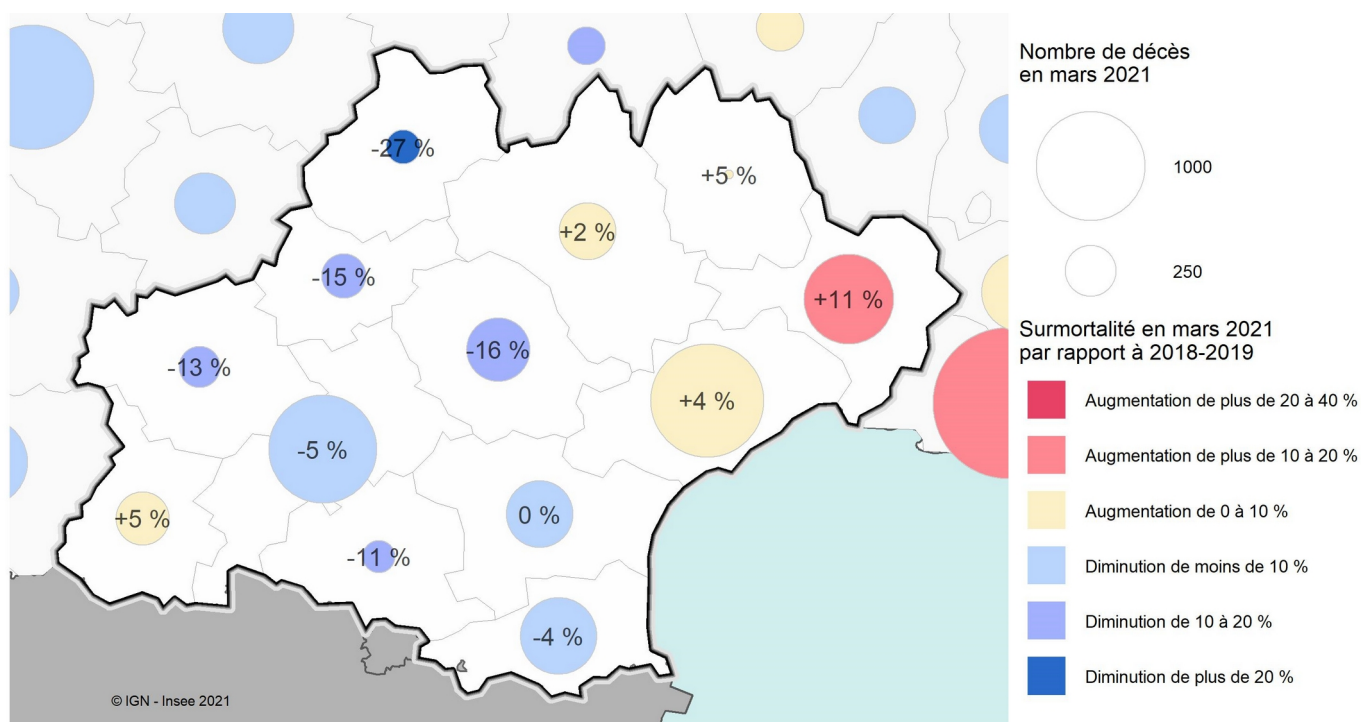 -27 %
+5 %
+2 %
-15 %
+11 %
-16 %
-13 %
+4 %
-5 %
+5 %
0 %
-11 %
-4 %
© IGN - Insee 2021
Nombre de décès
en mars 2021
1000
250
Surmortalité en mars 2021
par rapport à 2018-2019
Augmentation de plus de 20 à 40 %
Augmentation de plus de 10 à 20 %
Augmentation de 0 à 10 %
Diminution de moins de 10 %
Diminution de 10 à 20 %
Diminution de plus de 20 %